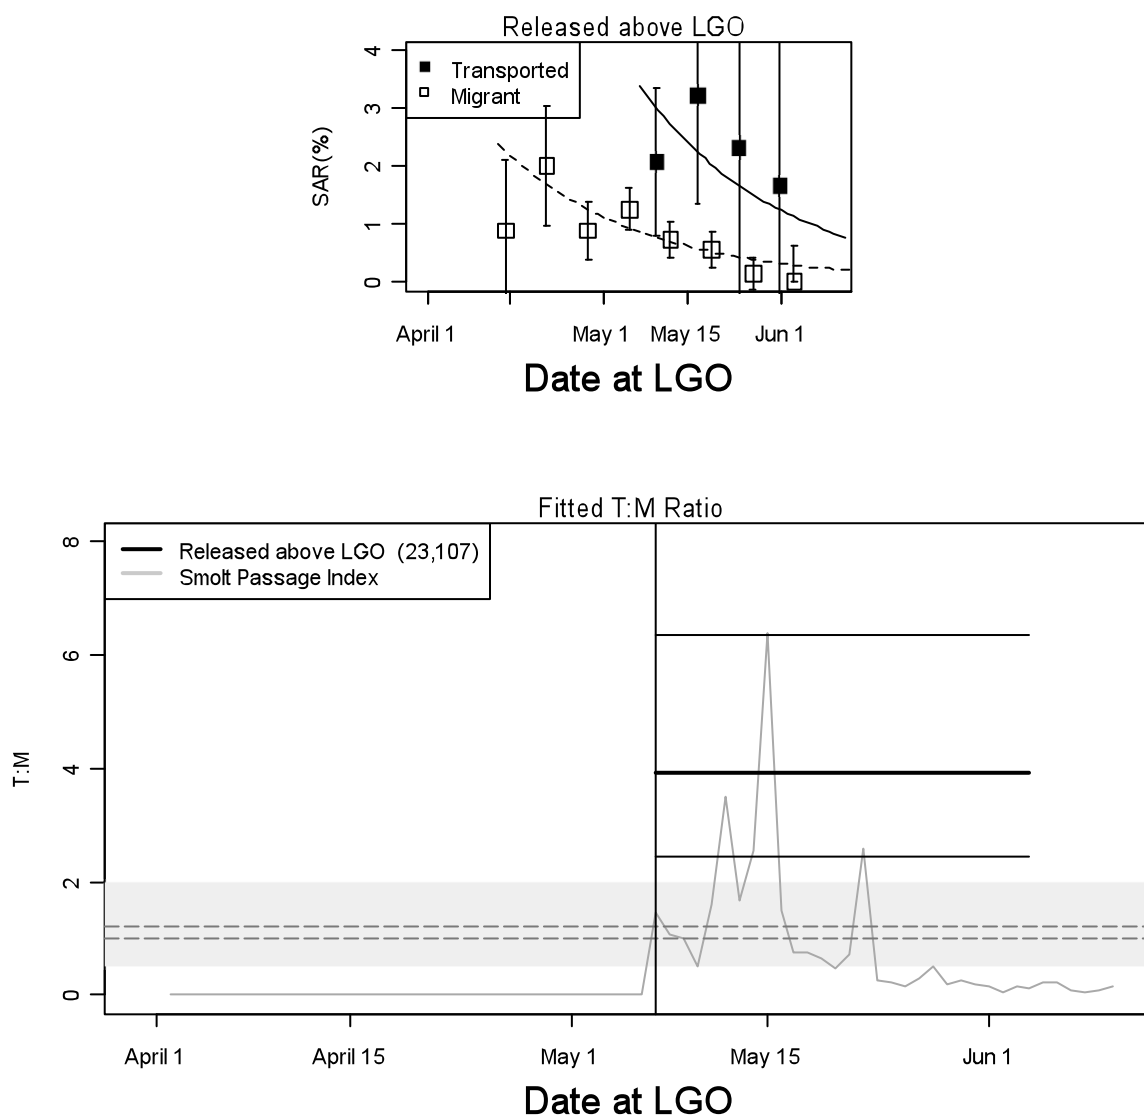 Released above LGO
Transported
Migrant
SAR(%)
4
3
2
1
0
April 1
May 1
May 15
Jun 1
Date at LGO
Fitted T:M Ratio
Released above LGO (23,107)
Smolt Passage Index
T:M
8
6
4
2
0
April 1
April 15
May 1
May 15
Jun 1
Date at LGO